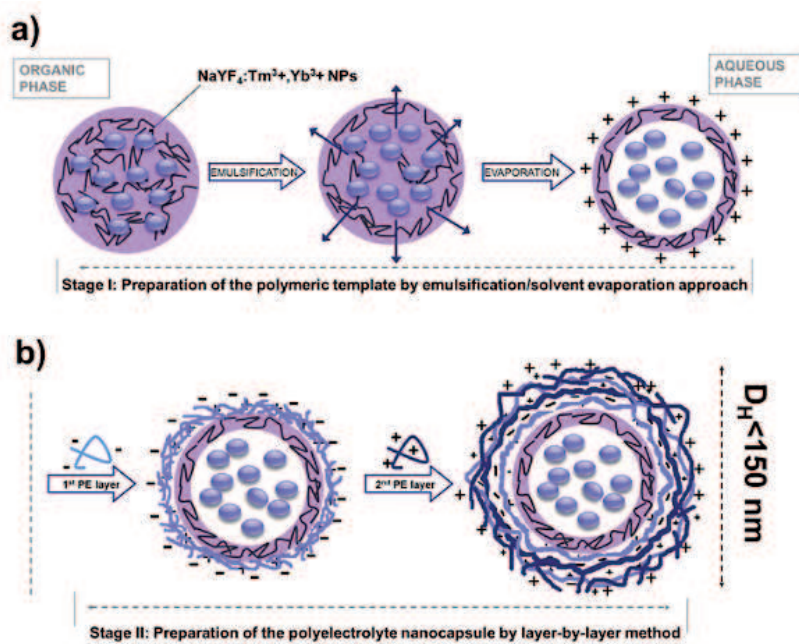 a)
ORGANIC
PHASE
NaYF₄:Tm³⁺,Yb³⁺ NPs
AQUEOUS
PHASE
EMULSIFICATION
EVAPORATION
Stage I: Preparation of the polymeric template by emulsification/solvent evaporation approach
b)
1st PE layer
2nd PE layer
D_H<150 nm
Stage II: Preparation of the polyelectrolyte nanocapsule by layer-by-layer method